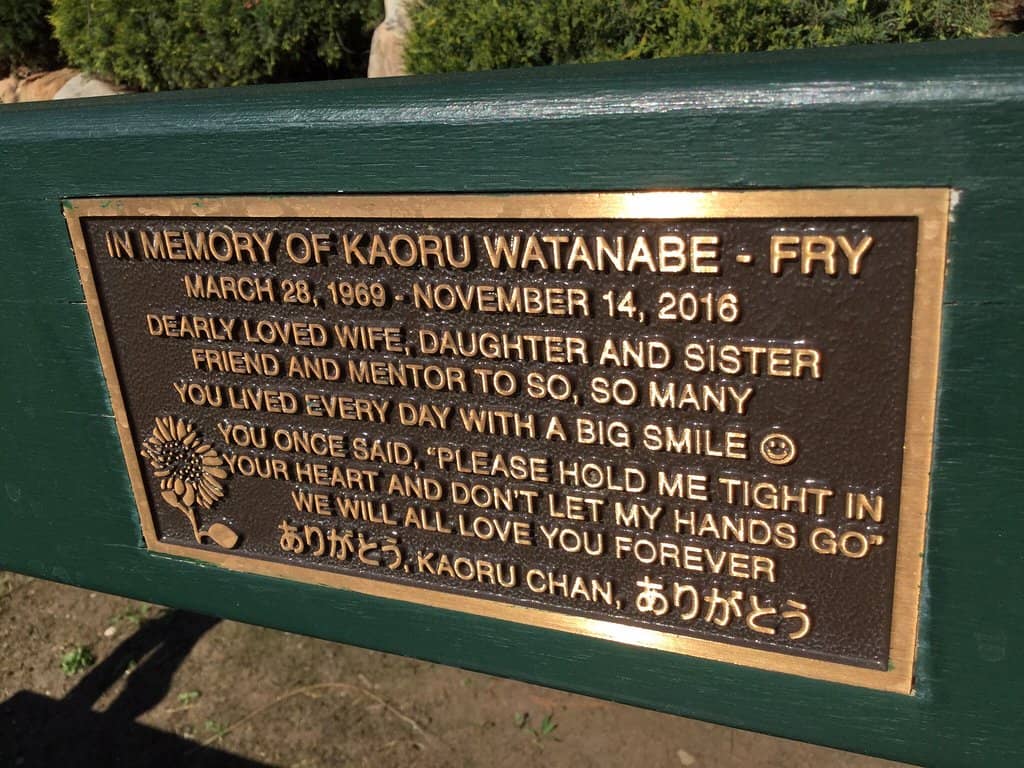 IN MEMORY OF KAORU WATANABE - FRY
MARCH 28, 1969 - NOVEMBER 14, 2016
DEARLY LOVED WIFE, DAUGHTER AND SISTER
FRIEND AND MENTOR TO SO, SO MANY
YOU LIVED EVERY DAY WITH A BIG SMILE ☺
YOU ONCE SAID, "PLEASE HOLD ME TIGHT IN
YOUR HEART AND DON'T LET MY HANDS GO"
WE WILL ALL LOVE YOU FOREVER
ありがとう, KAORU CHAN, ありがとう